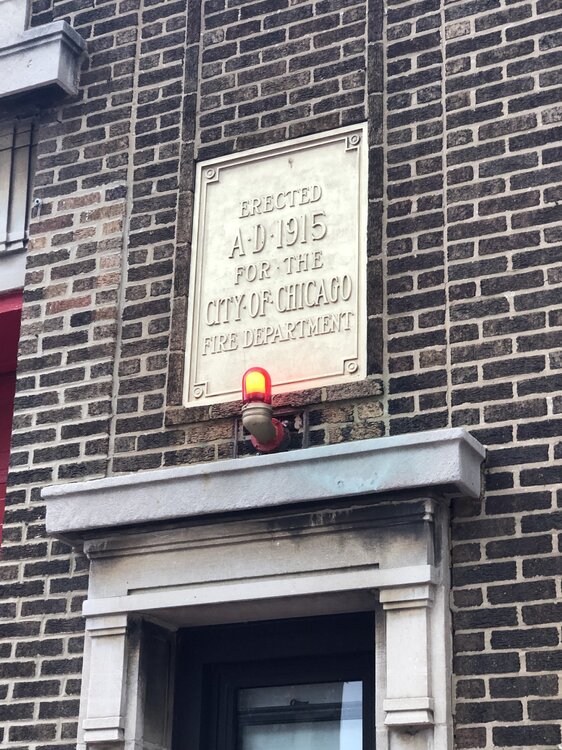 ERECTED
A·D·1915
FOR·THE
CITY·OF·CHICAGO
FIRE DEPARTMENT